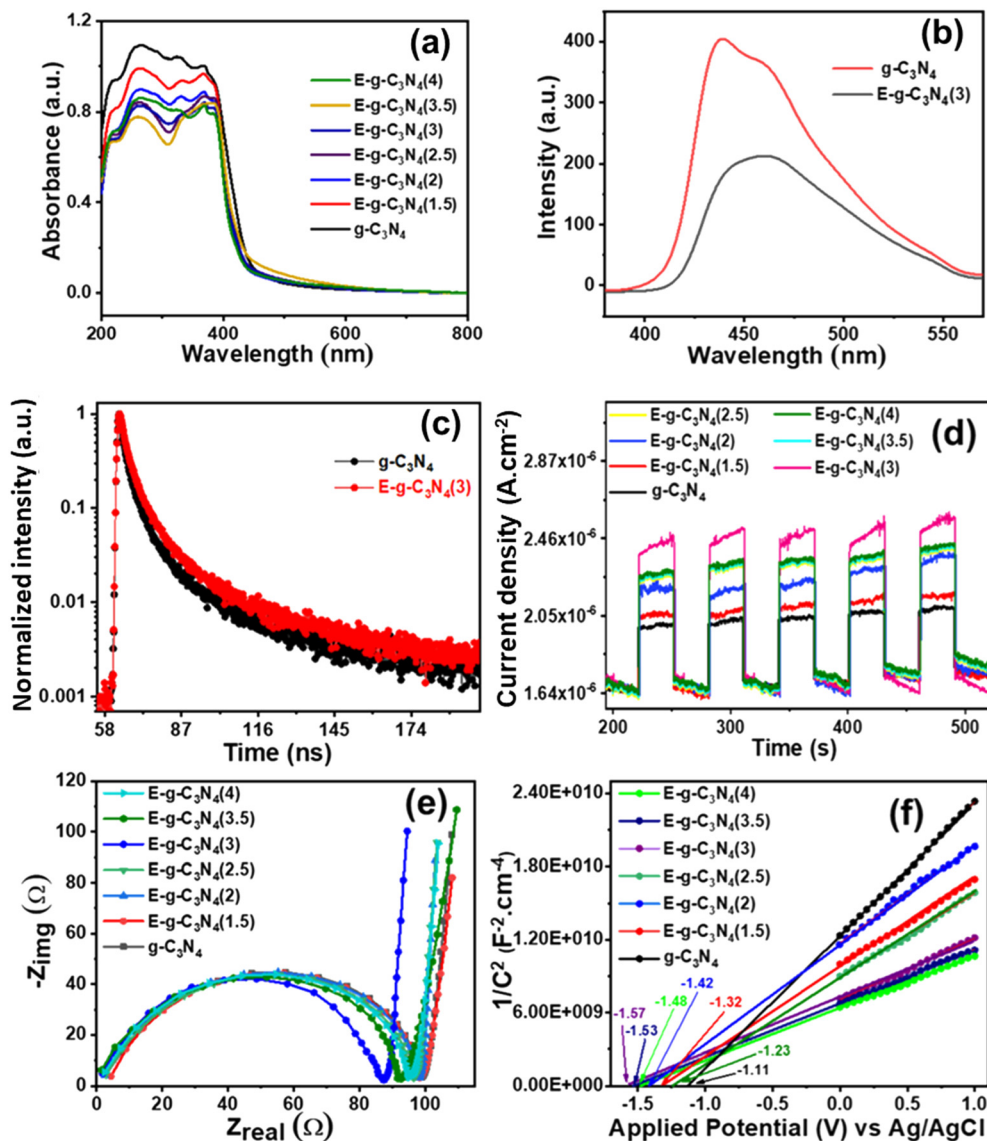 (a)
Absorbance (a.u.)
1.2
0.8
0.4
0.0
E-g-C₃N₄(4)
E-g-C₃N₄(3.5)
E-g-C₃N₄(3)
E-g-C₃N₄(2.5)
E-g-C₃N₄(2)
E-g-C₃N₄(1.5)
g-C₃N₄
200 400 600 800
Wavelength (nm)
(b)
Intensity (a.u.)
400
300
200
100
0
g-C₃N₄
E-g-C₃N₄(3)
400 450 500 550
Wavelength (nm)
(c)
Normalized intensity (a.u.)
1
0.1
0.01
0.001
g-C₃N₄
E-g-C₃N₄(3)
58 87 116 145 174
Time (ns)
(d)
Current density (A.cm⁻²)
2.87x10⁻⁶
2.46x10⁻⁶
2.05x10⁻⁶
1.64x10⁻⁶
E-g-C₃N₄(2.5) E-g-C₃N₄(4)
E-g-C₃N₄(2) E-g-C₃N₄(3.5)
E-g-C₃N₄(1.5) E-g-C₃N₄(3)
g-C₃N₄
200 300 400 500
Time (s)
(e)
-Zimg (Ω)
120
100
80
60
40
20
0
E-g-C₃N₄(4)
E-g-C₃N₄(3.5)
E-g-C₃N₄(3)
E-g-C₃N₄(2.5)
E-g-C₃N₄(2)
E-g-C₃N₄(1.5)
g-C₃N₄
0 20 40 60 80 100
Zreal (Ω)
(f)
1/C² (F⁻².cm⁻⁴)
2.40E+010
1.80E+010
1.20E+010
6.00E+009
0.00E+000
E-g-C₃N₄(4)
E-g-C₃N₄(3.5)
E-g-C₃N₄(3)
E-g-C₃N₄(2.5)
E-g-C₃N₄(2)
E-g-C₃N₄(1.5)
g-C₃N₄
-1.42
-1.48
-1.57
-1.32
-1.53
-1.23
-1.11
-1.5 -1.0 -0.5 0.0 0.5 1.0
Applied Potential (V) vs Ag/AgCl